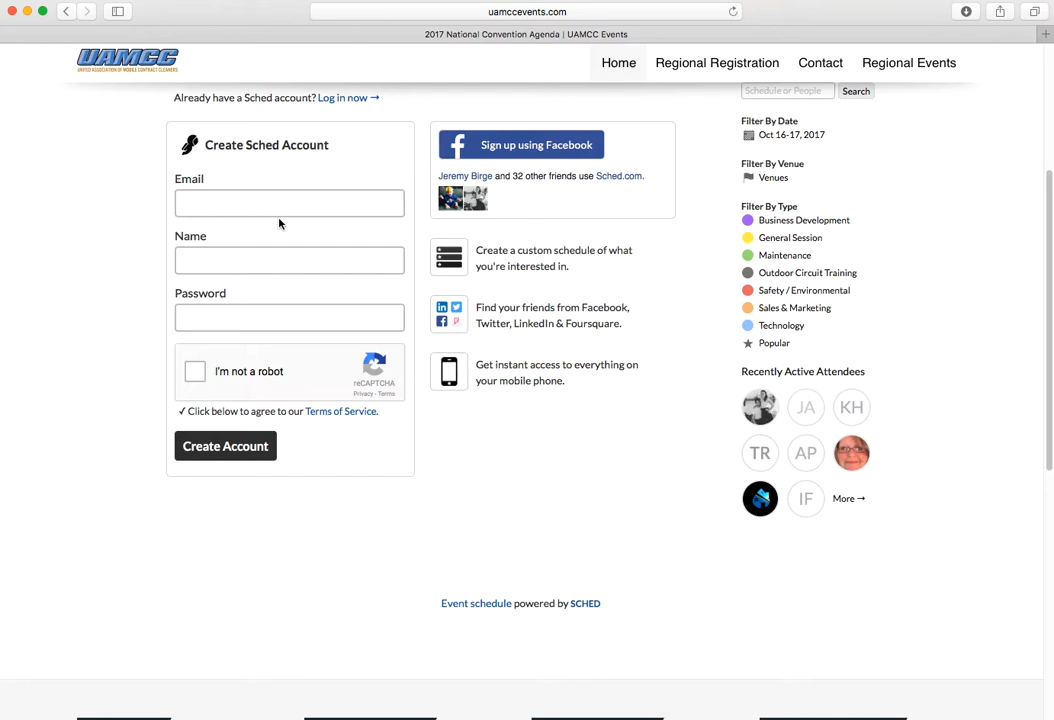 uamccevents.com
2017 National Convention Agenda | UAMCC Events
UAMCC
UNITED ASSOCIATION OF MOBILE CONTRACT CLEANERS
Home
Regional Registration
Contact
Regional Events
Already have a Sched account? Log in now →
Schedule or People
Search
Create Sched Account
Email
Name
Password
I'm not a robot
reCAPTCHA
Privacy - Terms
✓ Click below to agree to our Terms of Service.
Create Account
Sign up using Facebook
Jeremy Birge and 32 other friends use Sched.com.
Create a custom schedule of what
you're interested in.
Find your friends from Facebook,
Twitter, LinkedIn & Foursquare.
Get instant access to everything on
your mobile phone.
Filter By Date
Oct 16-17, 2017
Filter By Venue
Venues
Filter By Type
Business Development
General Session
Maintenance
Outdoor Circuit Training
Safety / Environmental
Sales & Marketing
Technology
Popular
Recently Active Attendees
JA
KH
TR
AP
IF
More →
Event schedule powered by SCHED